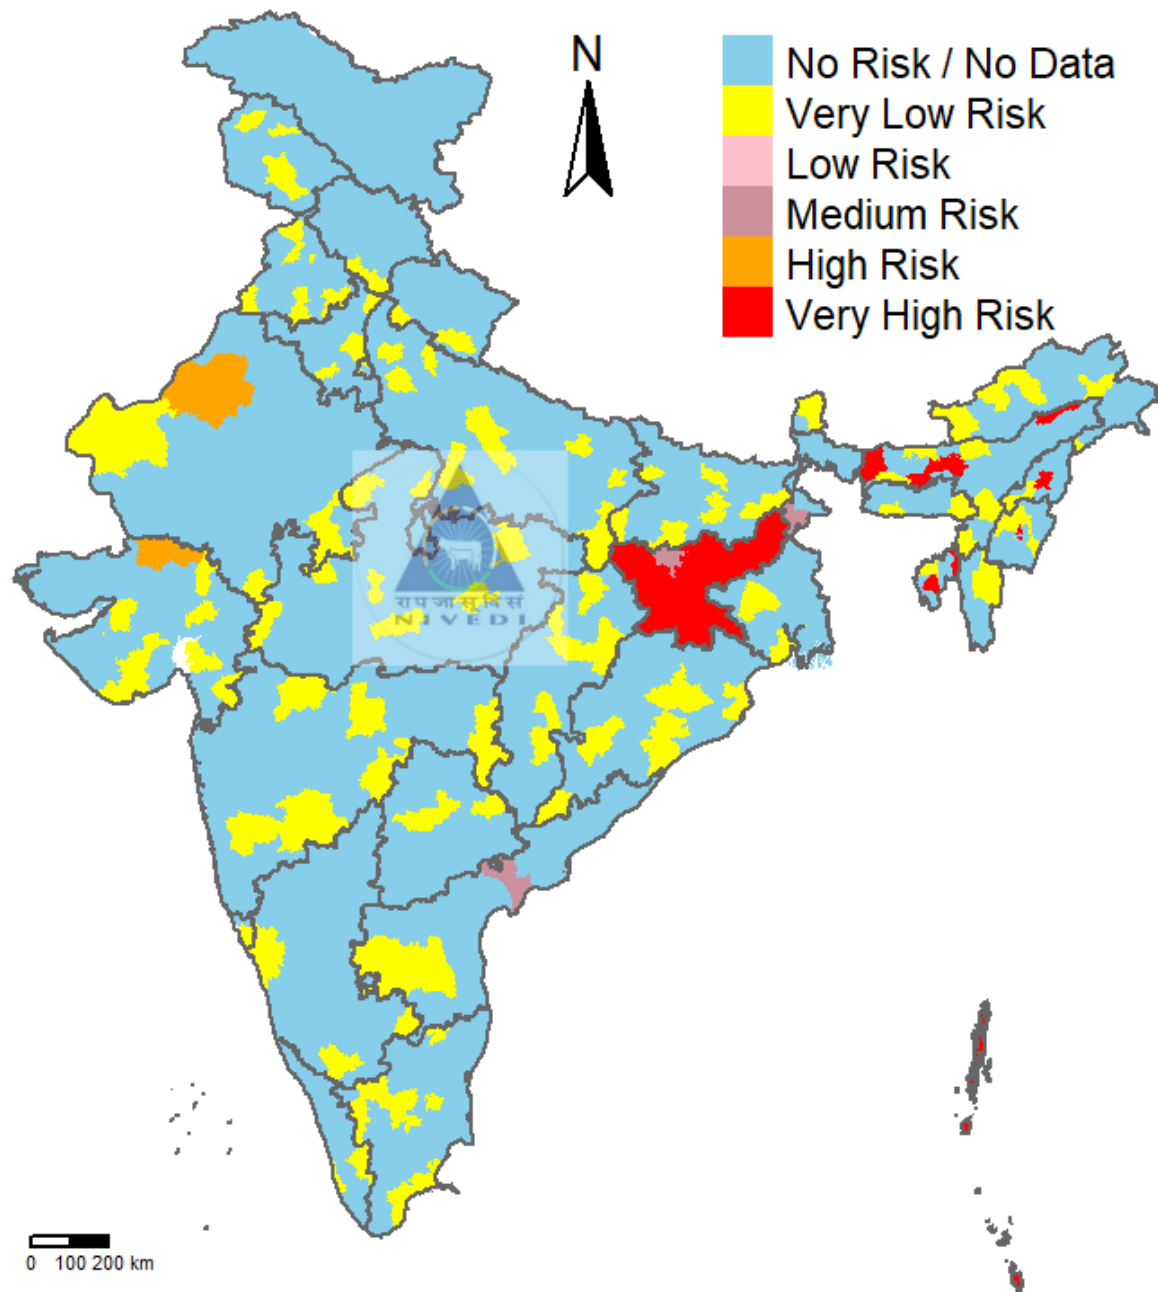 N
No Risk / No Data
Very Low Risk
Low Risk
Medium Risk
High Risk
Very High Risk
रा प जा सू वि सं
NIVEDI
0 100 200 km